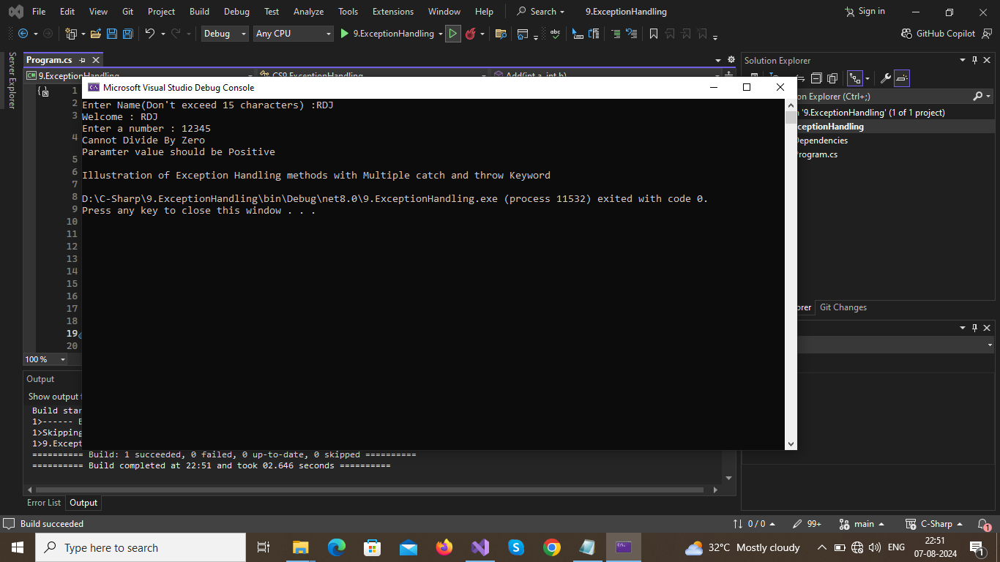 File Edit View Git Project Build Debug Test Analyze Tools Extensions Window Help Search 9.ExceptionHandling Sign in
Debug Any CPU 9.ExceptionHandling GitHub Copilot
Server Explorer
Program.cs
9.ExceptionHandling CS9.ExceptionHandling Add(int a, int b)
1
2
3
4
5
6
7
8
9
10
11
12
13
14
15
16
17
18
19
20
100 %
Microsoft Visual Studio Debug Console
Enter Name(Don't exceed 15 characters) :RDJ
Welcome : RDJ
Enter a number : 12345
Cannot Divide By Zero
Paramter value should be Positive
Illustration of Exception Handling methods with Multiple catch and throw Keyword
D:\C-Sharp\9.ExceptionHandling\bin\Debug\net8.0\9.ExceptionHandling.exe (process 11532) exited with code 0.
Press any key to close this window . . .
Solution Explorer
on Explorer (Ctrl+;)
'9.ExceptionHandling' (1 of 1 project)
ceptionHandling
Dependencies
rogram.cs
orer Git Changes
Output
Show output
Build star
1>------ B
1>Skipping
1>9.Except
========== Build: 1 succeeded, 0 failed, 0 up-to-date, 0 skipped ==========
========== Build completed at 22:51 and took 02.646 seconds ==========
Error List Output
Build succeeded 0 / 0 99+ main C-Sharp 1
Type here to search 32°C Mostly cloudy ENG 22:51
07-08-2024 1